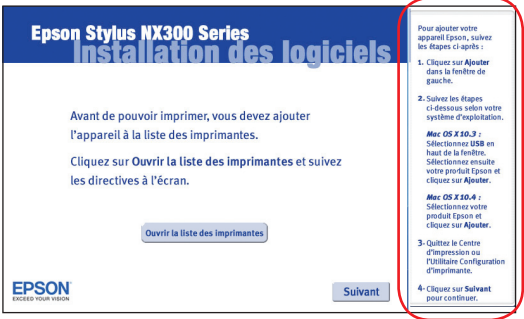 Epson Stylus NX300 Series
Installation des logiciels
Avant de pouvoir imprimer, vous devez ajouter
l'appareil à la liste des imprimantes.
Cliquez sur Ouvrir la liste des imprimantes et suivez
les directives à l'écran.
Ouvrir la liste des imprimantes
EPSON
EXCEED YOUR VISION
Suivant
Pour ajouter votre
appareil Epson, suivez
les étapes ci-après :
1. Cliquez sur Ajouter
dans la fenêtre de
gauche.
2. Suivez les étapes
ci-dessous selon votre
système d'exploitation.
Mac OS X 10.3 :
Sélectionnez USB en
haut de la fenêtre.
Sélectionnez ensuite
votre produit Epson et
cliquez sur Ajouter.
Mac OS X 10.4 :
Sélectionnez votre
produit Epson et
cliquez sur Ajouter.
3- Quittez le Centre
d'impression ou
l'Utilitaire Configuration
d'imprimante.
4- Cliquez sur Suivant
pour continuer.